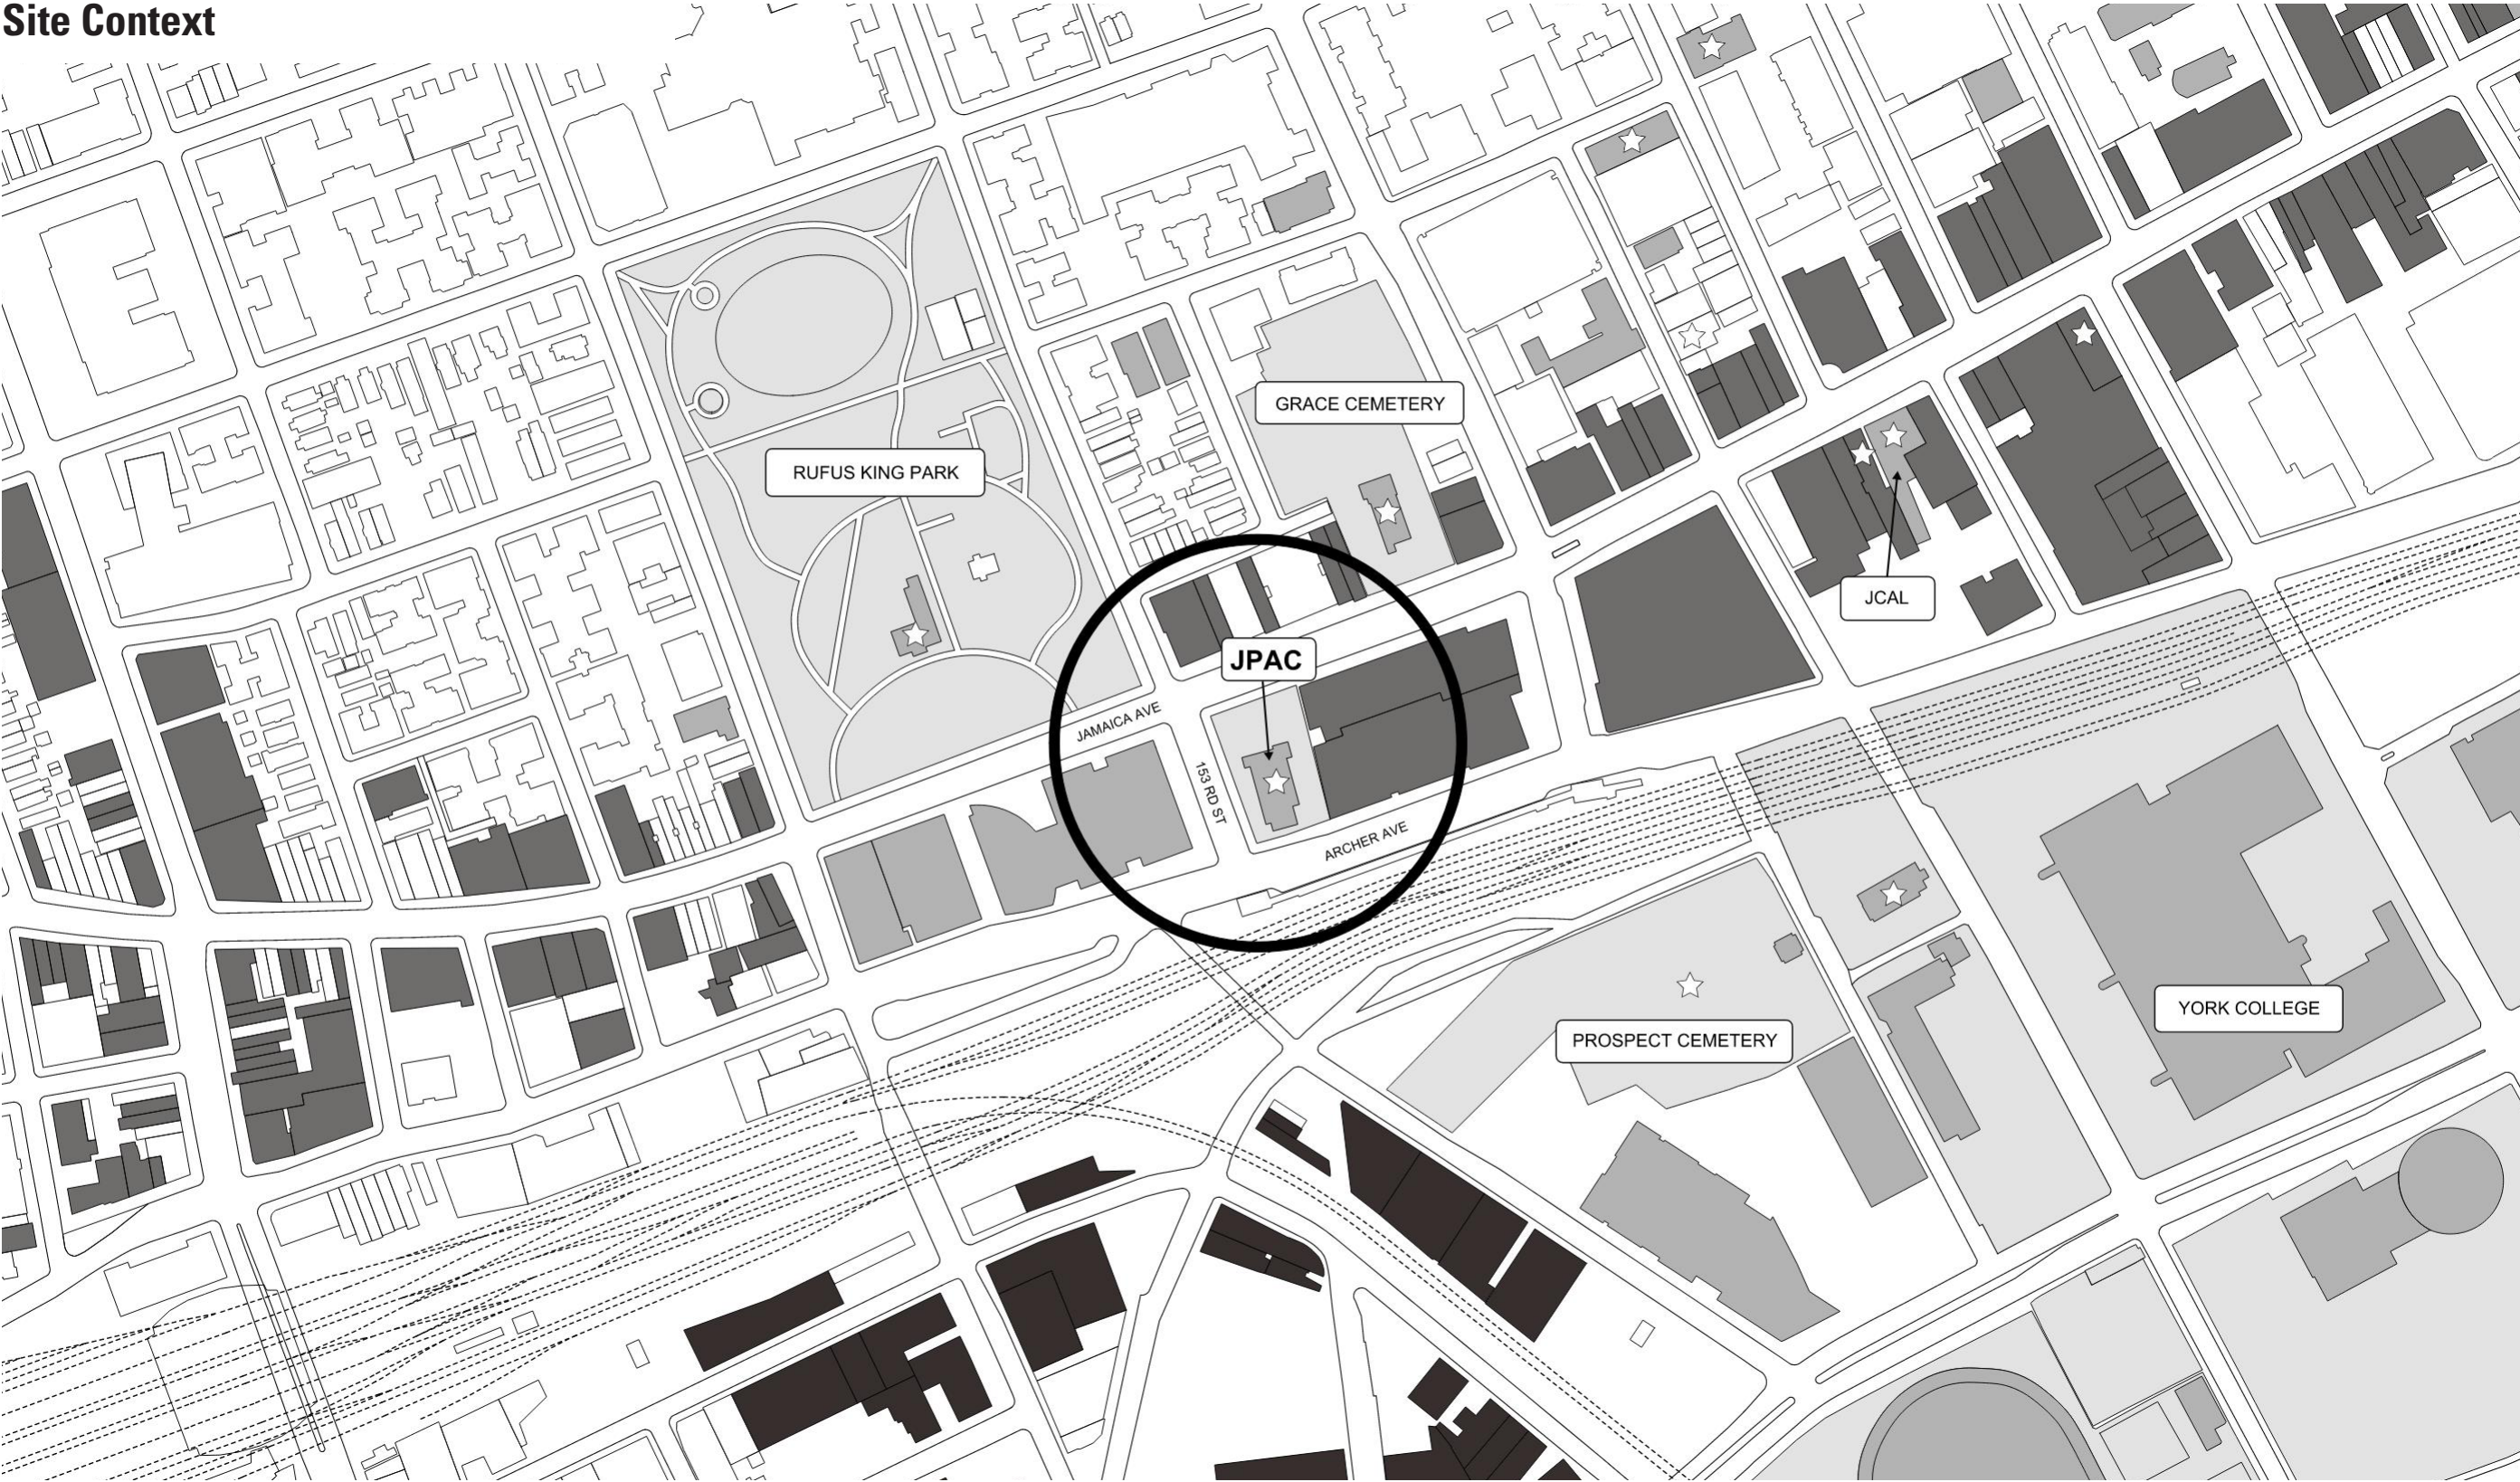 Site Context
GRACE CEMETERY
RUFUS KING PARK
JCAL
JPAC
JAMAICA AVE
153 RD ST
ARCHER AVE
YORK COLLEGE
PROSPECT CEMETERY